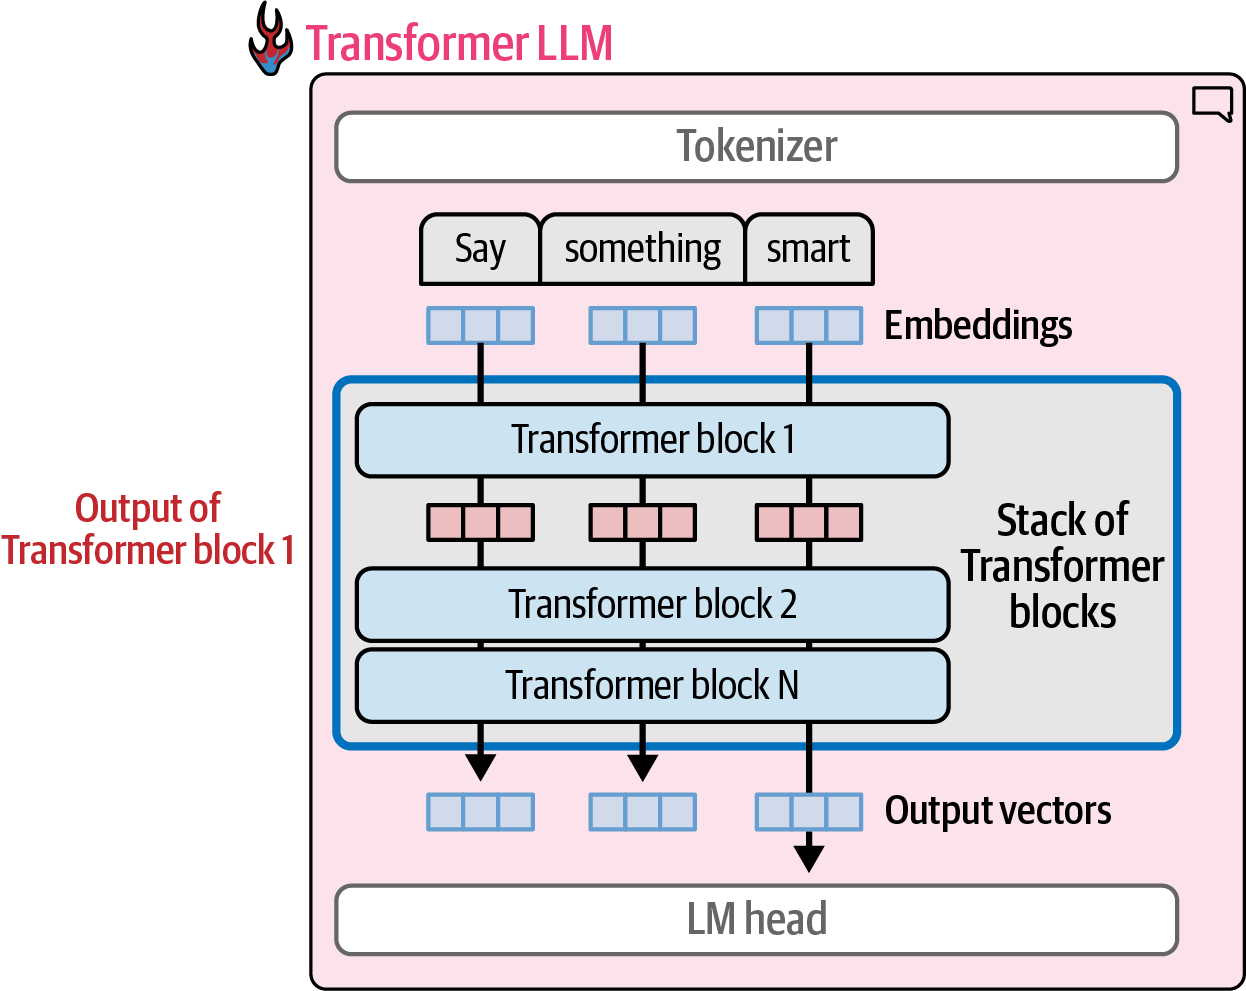 Transformer LLM
Tokenizer
Say something smart
Embeddings
Transformer block 1
Output of
Transformer block 1
Stack of
Transformer
blocks
Transformer block 2
Transformer block N
Output vectors
LM head